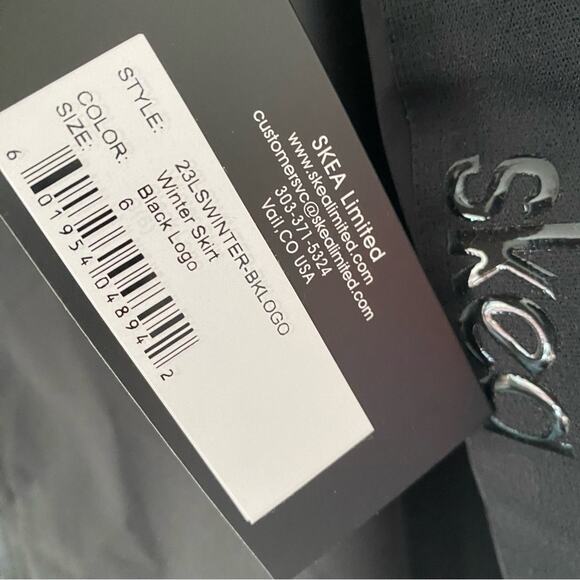 SKEA Limited
www.skealimited.com
customersvc@skealimited.com
303-371-5324
Vail, CO USA
STYLE: 23LSWINTER-BKLOGO
Winter Skirt
COLOR: Black Logo
SIZE: 6
6 01954 04894 2
skea